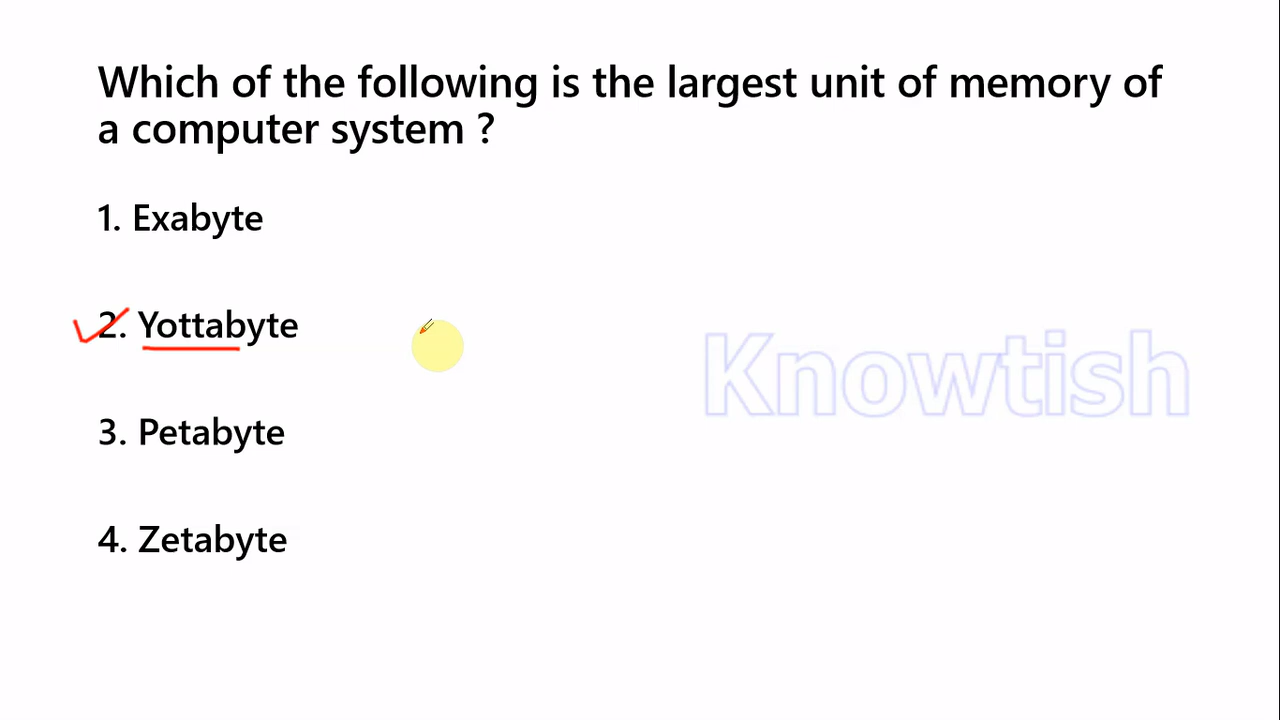 Which of the following is the largest unit of memory of
a computer system ?
1. Exabyte
2. Yottabyte
Knowtish
3. Petabyte
4. Zetabyte